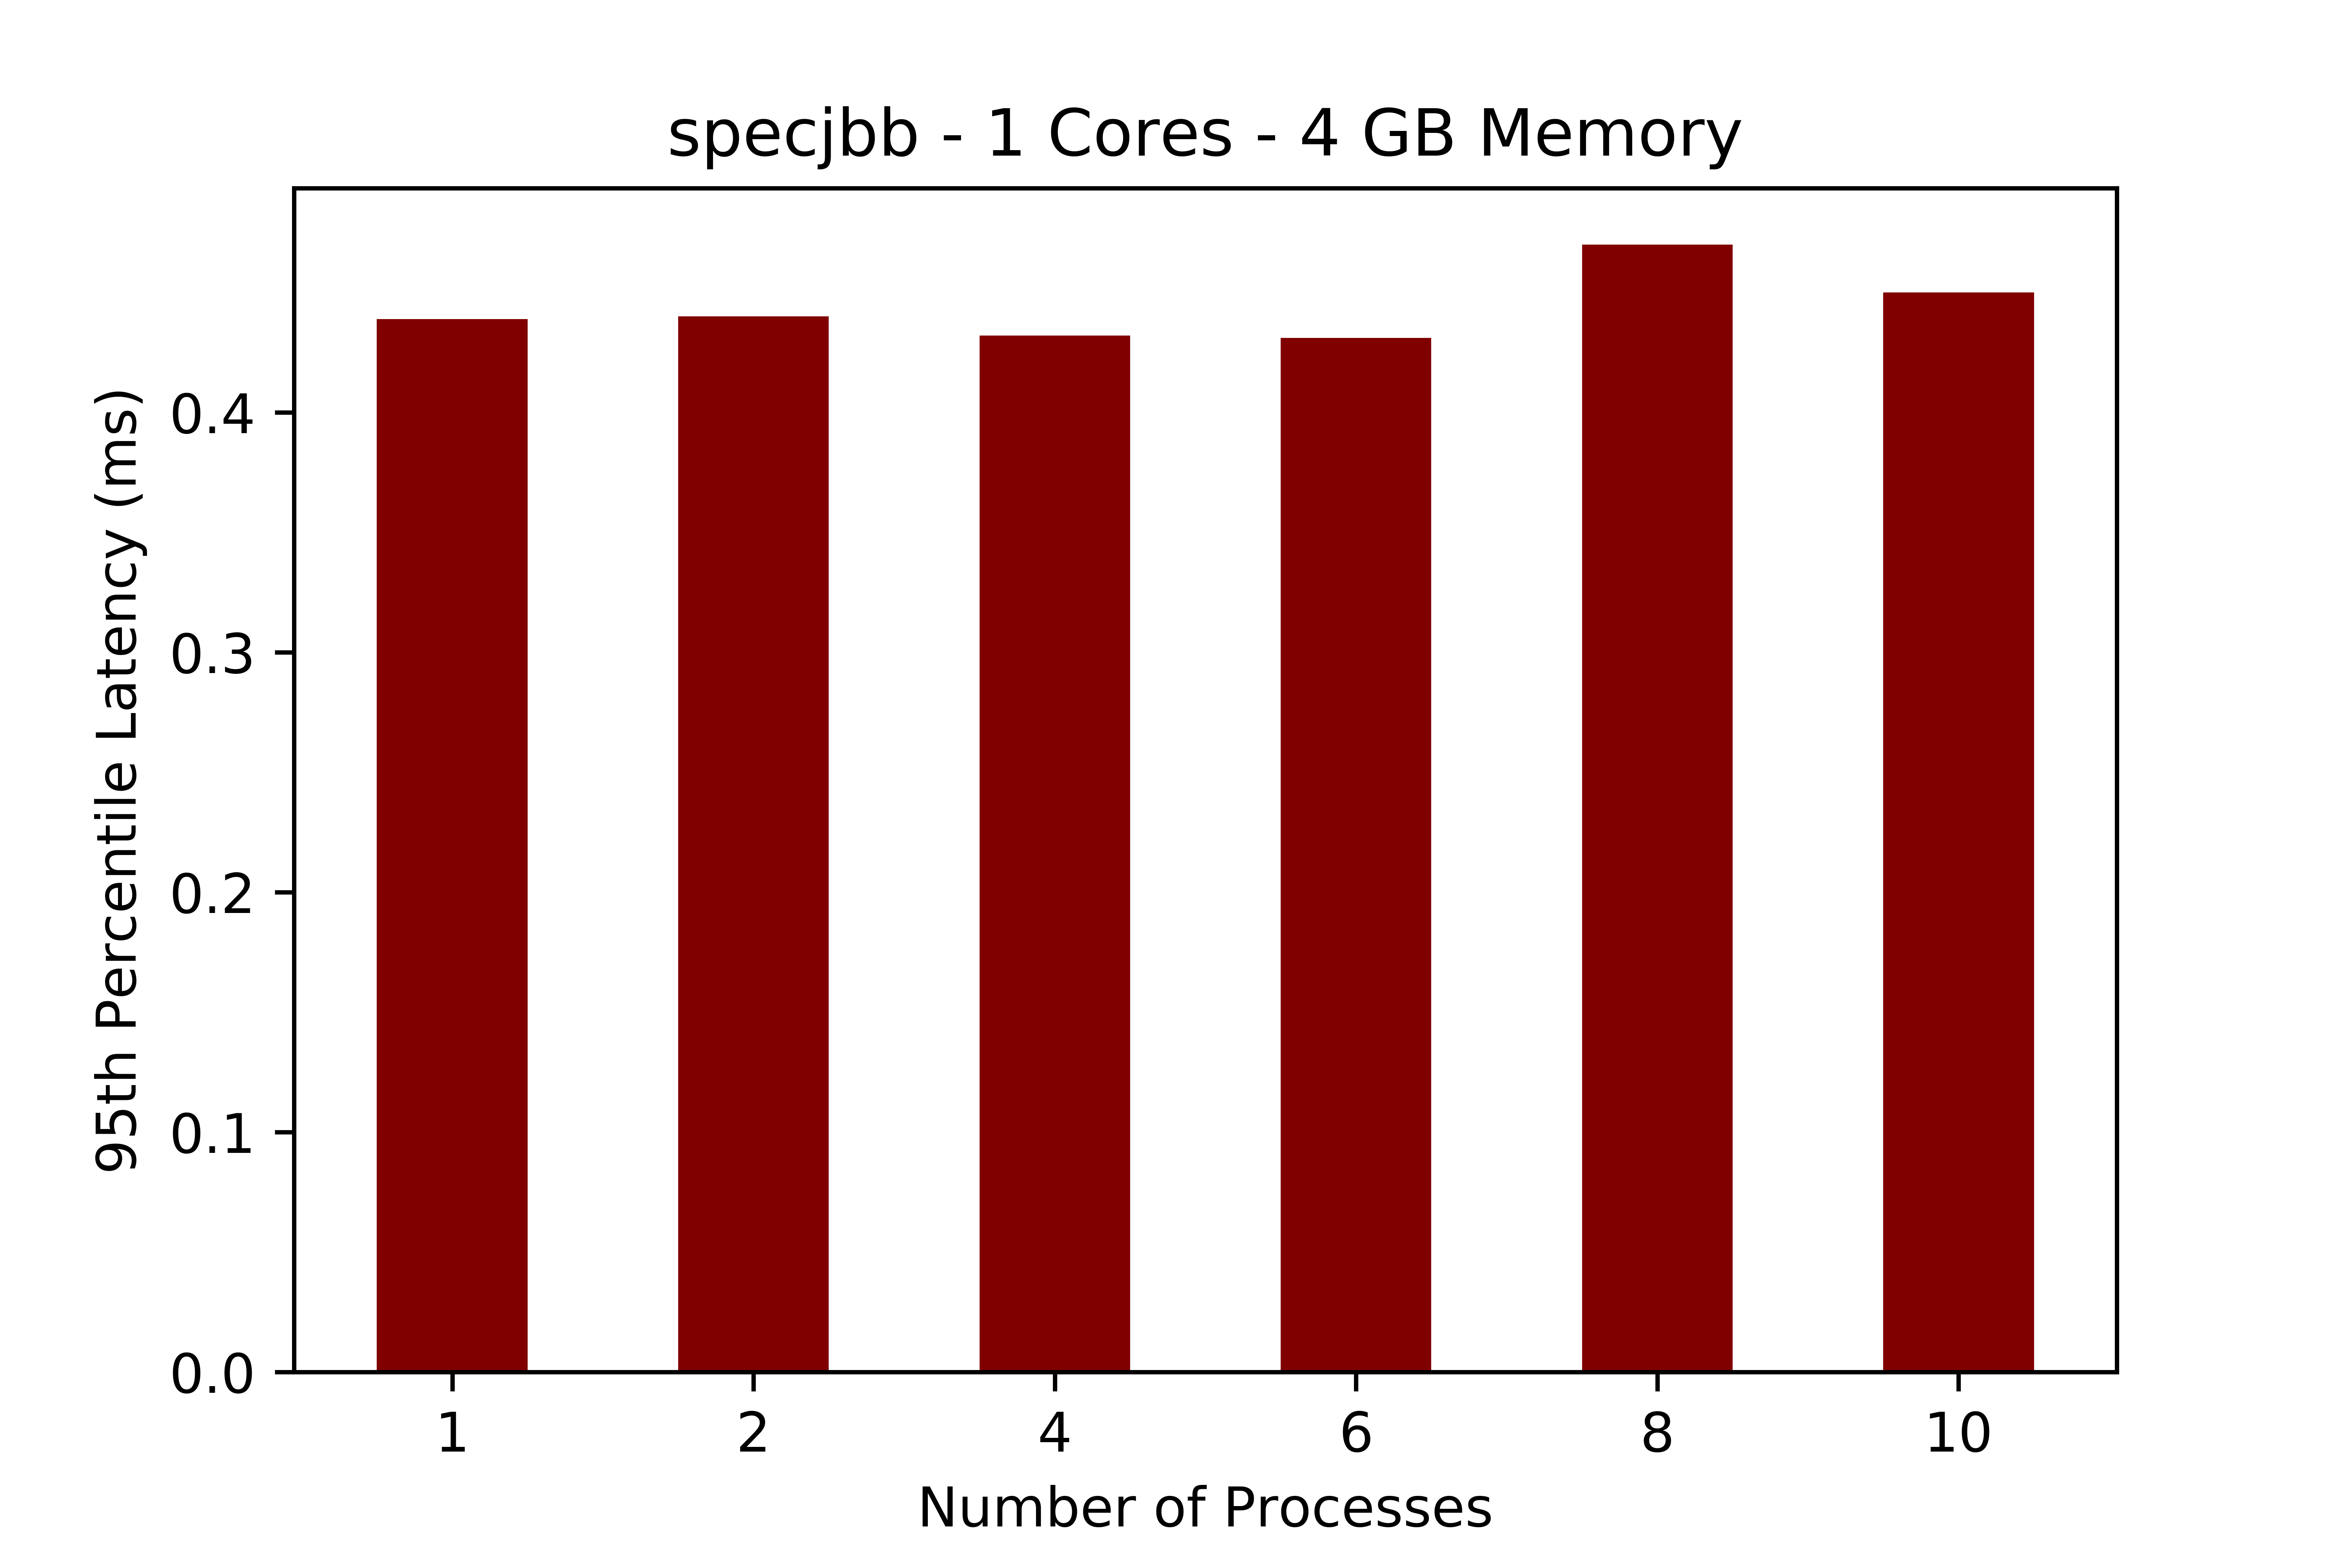 specjbb - 1 Cores - 4 GB Memory
95th Percentile Latency (ms)
0.4
0.3
0.2
0.1
0.0
1 2 4 6 8 10
Number of Processes